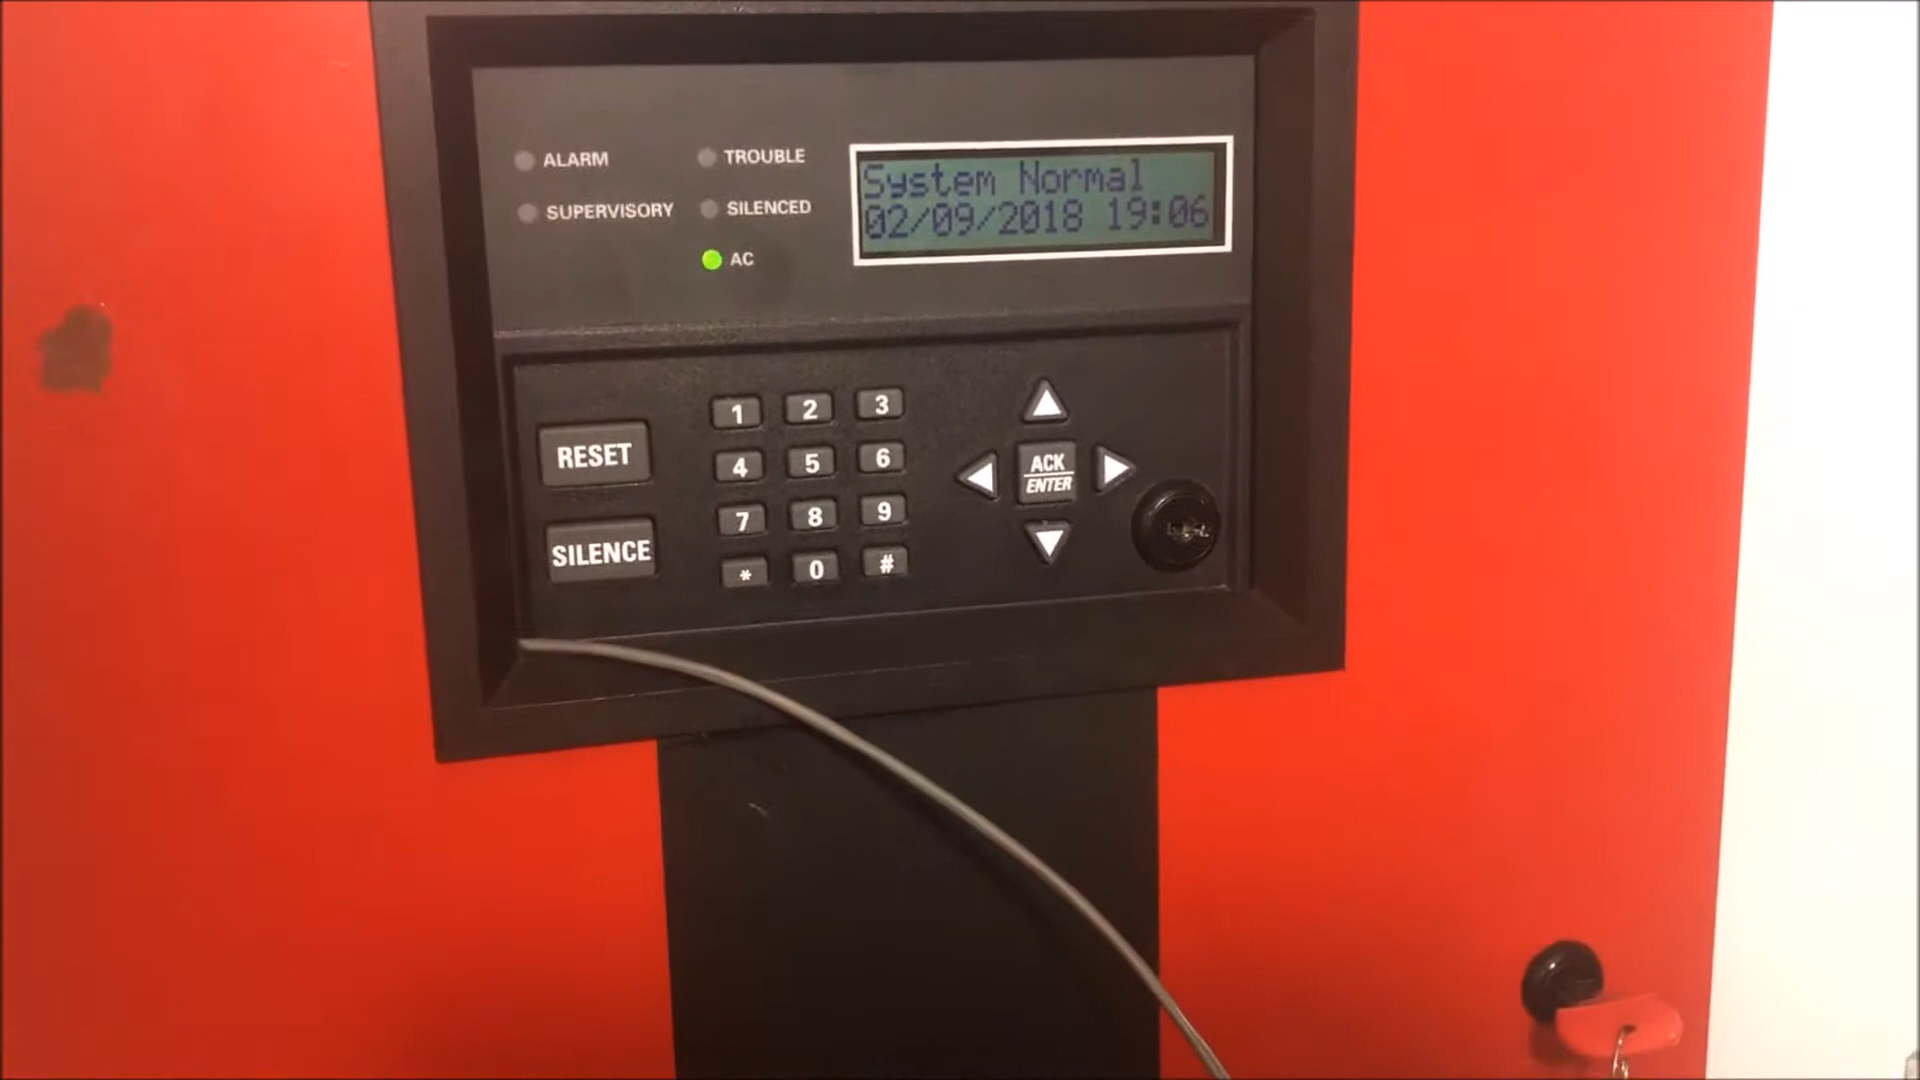 ALARM
TROUBLE
SUPERVISORY
SILENCED
AC
System Normal
02/09/2018 19:06
RESET
SILENCE
1 2 3
4 5 6
7 8 9
* 0 #
ACK
ENTER